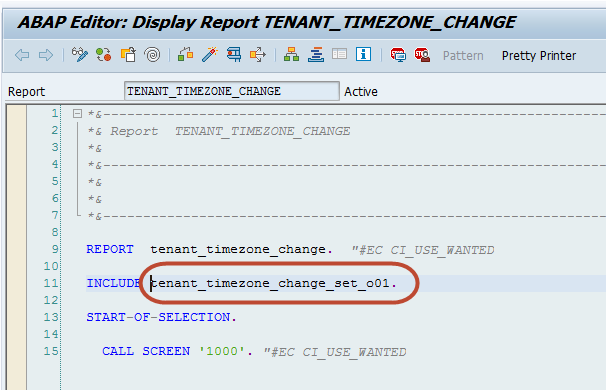 ABAP Editor: Display Report TENANT_TIMEZONE_CHANGE
Pattern Pretty Printer
Report TENANT_TIMEZONE_CHANGE Active
1 *&---------------------------------------------------------------------
2 *& Report TENANT_TIMEZONE_CHANGE
3 *&
4 *&---------------------------------------------------------------------
5 *&
6 *&
7 *&---------------------------------------------------------------------
8
9 REPORT tenant_timezone_change. "#EC CI_USE_WANTED
10
11 INCLUDE tenant_timezone_change_set_o01.
12
13 START-OF-SELECTION.
14
15 CALL SCREEN '1000'. "#EC CI_USE_WANTED